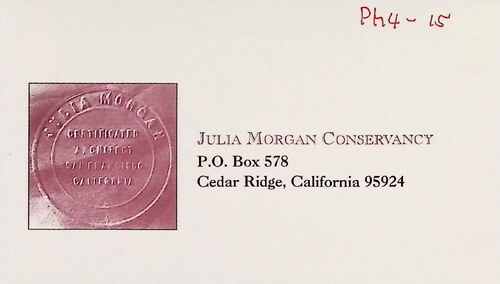 Ph4-15
JULIA MORGAN
CERTIFICATED
ARCHITECT
SAN FRANCISCO
CALIFORNIA
JULIA MORGAN CONSERVANCY
P.O. Box 578
Cedar Ridge, California 95924